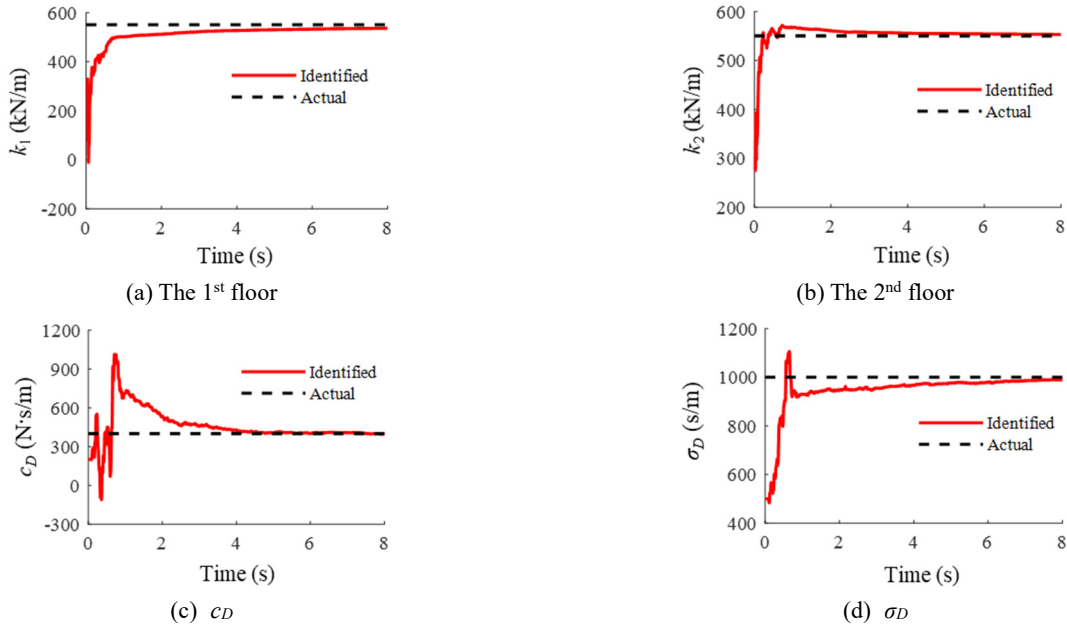 600
400
200
0
-200
k1 (kN/m)
Identified
Actual
0 2 4 6 8
Time (s)
(a) The 1st floor
600
500
400
300
200
k2 (kN/m)
Identified
Actual
0 2 4 6 8
Time (s)
(b) The 2nd floor
1200
900
600
300
0
-300
cD (N·s/m)
Identified
Actual
0 2 4 6 8
Time (s)
(c) cD
1200
1000
800
600
400
σD (s/m)
Identified
Actual
0 2 4 6 8
Time (s)
(d) σD